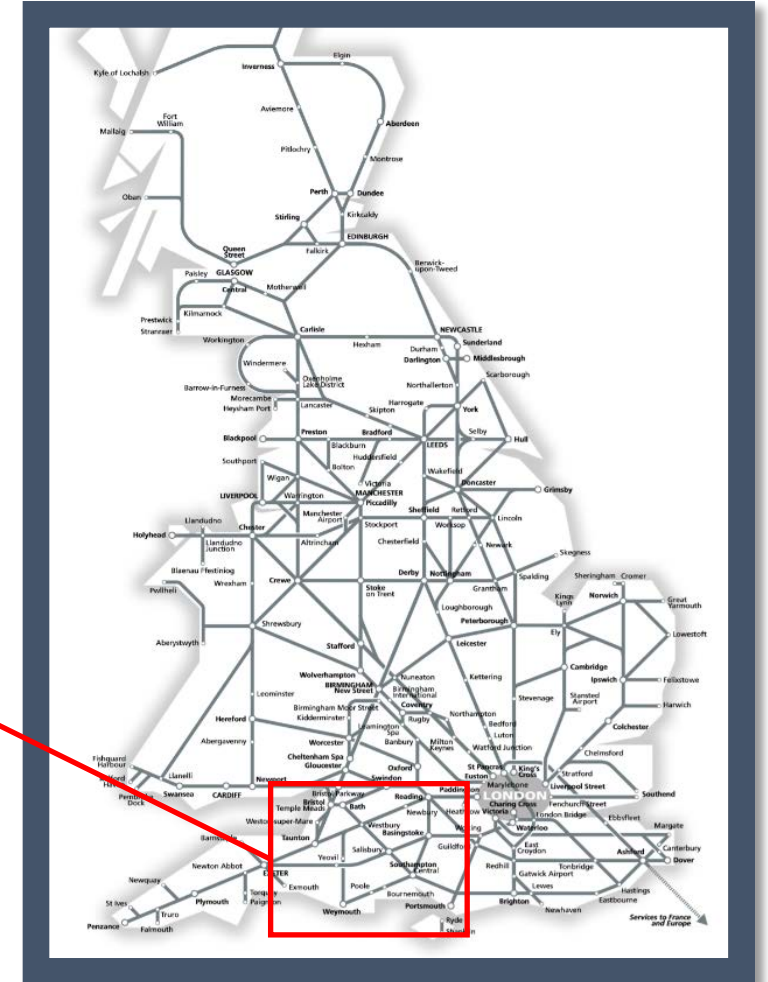 Elgin
Inverness
Kyle of Lochalsh
Aviemore
Fort
William
Mallaig
Aberdeen
Pitlochry
Montrose
Perth
Dundee
Oban
Stirling
Kirkcaldy
EDINBURGH
Queen
Street
Falkirk
GLASGOW
Central
Paisley
Motherwell
Berwick-
upon-Tweed
Kilmarnock
Prestwick
Stranraer
Carlisle
NEWCASTLE
Workington
Hexham
Durham
Sunderland
Darlington
Middlesbrough
Windermere
Scarborough
Oxenholme
Lake District
Northallerton
Barrow-in-Furness
Morecambe
Heysham Port
Lancaster
Harrogate
Skipton
York
Blackpool
Preston
Bradford
Selby
Hull
Blackburn
LEEDS
Huddersfield
Southport
Bolton
Wakefield
Wigan
Victoria
Doncaster
LIVERPOOL
Warrington
MANCHESTER
Piccadilly
Grimsby
Manchester
Airport
Stockport
Sheffield
Retford
Worksop
Lincoln
Llandudno
Holyhead
Llandudno
Junction
Chester
Altrincham
Chesterfield
Newark
Skegness
Blaenau Ffestiniog
Wrexham
Crewe
Stoke
on Trent
Derby
Nottingham
Grantham
Spalding
Sheringham
Cromer
Pwllheli
Kings
Lynn
Norwich
Great
Yarmouth
Loughborough
Peterborough
Ely
Lowestoft
Aberystwyth
Shrewsbury
Stafford
Leicester
Wolverhampton
BIRMINGHAM
New Street
Nuneaton
Birmingham
International
Kettering
Cambridge
Ipswich
Felixstowe
Leominster
Birmingham Moor Street
Kidderminster
Coventry
Rugby
Northampton
Stevenage
Stansted
Airport
Harwich
Hereford
Leamington
Spa
Bedford
Luton
Colchester
Abergavenny
Worcester
Banbury
Milton
Keynes
Watford Junction
Chelmsford
Cheltenham Spa
Gloucester
Oxford
St Pancras
Euston
King's
Cross
Stratford
Fishguard
Harbour
Llanelli
Swansea
CARDIFF
Newport
Swindon
Marylebone
Liverpool Street
Dock
Bristol Parkway
Bristol
Temple Meads
Bath
Reading
Paddington
LONDON
Southend
Newbury
Heathrow
Victoria
Charing Cross
Fenchurch Street
London Bridge
Weston-super-Mare
Westbury
Basingstoke
Waterloo
Ebbsfleet
Margate
Taunton
Salisbury
Guildford
East
Croydon
Canterbury
Newton Abbot
EXETER
Yeovil
Southampton
Central
Redhill
Tonbridge
Ashford
Dover
Gatwick Airport
Newquay
Exmouth
Torquay
Paignton
Poole
Bournemouth
Lewes
Hastings
St Ives
Plymouth
Weymouth
Portsmouth
Brighton
Eastbourne
Newhaven
Truro
Penzance
Falmouth
Ryde
Services to France
and Europe